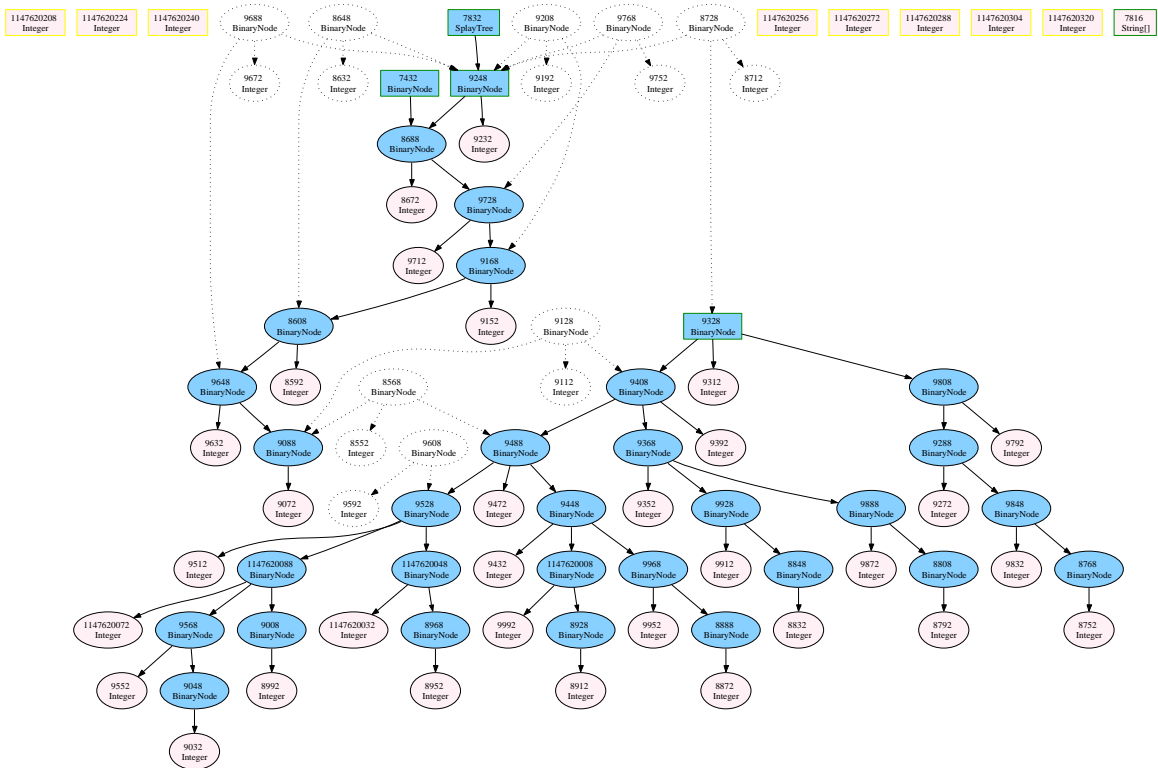 1147620208
Integer
1147620224
Integer
1147620240
Integer
9688
BinaryNode
8648
BinaryNode
7832
SplayTree
9208
BinaryNode
9768
BinaryNode
8728
BinaryNode
1147620256
Integer
1147620272
Integer
1147620288
Integer
1147620304
Integer
1147620320
Integer
7816
String[]
9672
Integer
8632
Integer
7432
BinaryNode
9248
BinaryNode
9192
Integer
9752
Integer
8712
Integer
8688
BinaryNode
9232
Integer
8672
Integer
9728
BinaryNode
9712
Integer
9168
BinaryNode
8608
BinaryNode
9152
Integer
9128
BinaryNode
9328
BinaryNode
9648
BinaryNode
8592
Integer
8568
BinaryNode
9112
Integer
9408
BinaryNode
9312
Integer
9808
BinaryNode
9632
Integer
9088
BinaryNode
8552
Integer
9608
BinaryNode
9488
BinaryNode
9368
BinaryNode
9392
Integer
9288
BinaryNode
9792
Integer
9072
Integer
9592
Integer
9528
BinaryNode
9472
Integer
9448
BinaryNode
9352
Integer
9928
BinaryNode
9888
BinaryNode
9272
Integer
9848
BinaryNode
9512
Integer
1147620088
BinaryNode
1147620048
BinaryNode
9432
Integer
1147620008
BinaryNode
9968
BinaryNode
9912
Integer
8848
BinaryNode
9872
Integer
8808
BinaryNode
9832
Integer
8768
BinaryNode
1147620072
Integer
9568
BinaryNode
9008
BinaryNode
1147620032
Integer
8968
BinaryNode
9992
Integer
8928
BinaryNode
9952
Integer
8888
BinaryNode
8832
Integer
8792
Integer
8752
Integer
9552
Integer
9048
BinaryNode
8992
Integer
8952
Integer
8912
Integer
8872
Integer
9032
Integer